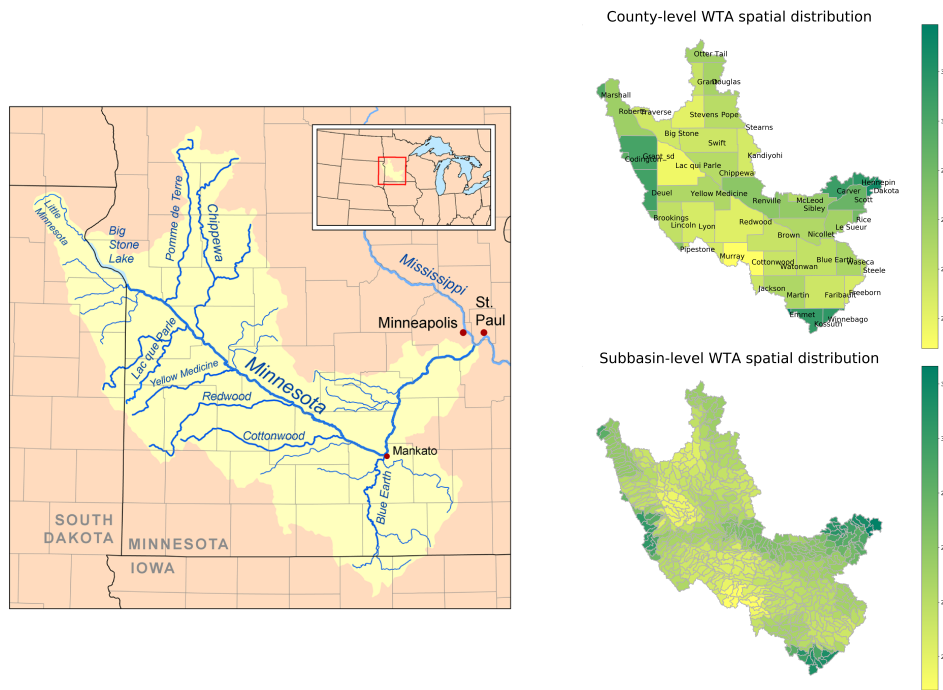 Little
Minnesota
Big
Stone
Lake
Pomme de Terre
Chippewa
Mississippi
St.
Paul
Minneapolis
Lac que Parle
Yellow Medicine
Minnesota
Redwood
Cottonwood
Mankato
Blue Earth
SOUTH
DAKOTA
MINNESOTA
IOWA
County-level WTA spatial distribution
Otter Tail
Grant
Douglas
Marshall
Roberts
Traverse
Stevens
Pope
Stearns
Big Stone
Swift
Kandiyohi
Codington
Grant_sd
Lac qui Parle
Chippewa
Hennepin
Carver
Dakota
Scott
Deuel
Yellow Medicine
Renville
McLeod
Sibley
Rice
Le Sueur
Brookings
Lincoln
Lyon
Redwood
Brown
Nicollet
Pipestone
Murray
Cottonwood
Watonwan
Blue Earth
Waseca
Steele
Jackson
Martin
Faribault
Freeborn
Emmet
Kossuth
Winnebago
Subbasin-level WTA spatial distribution